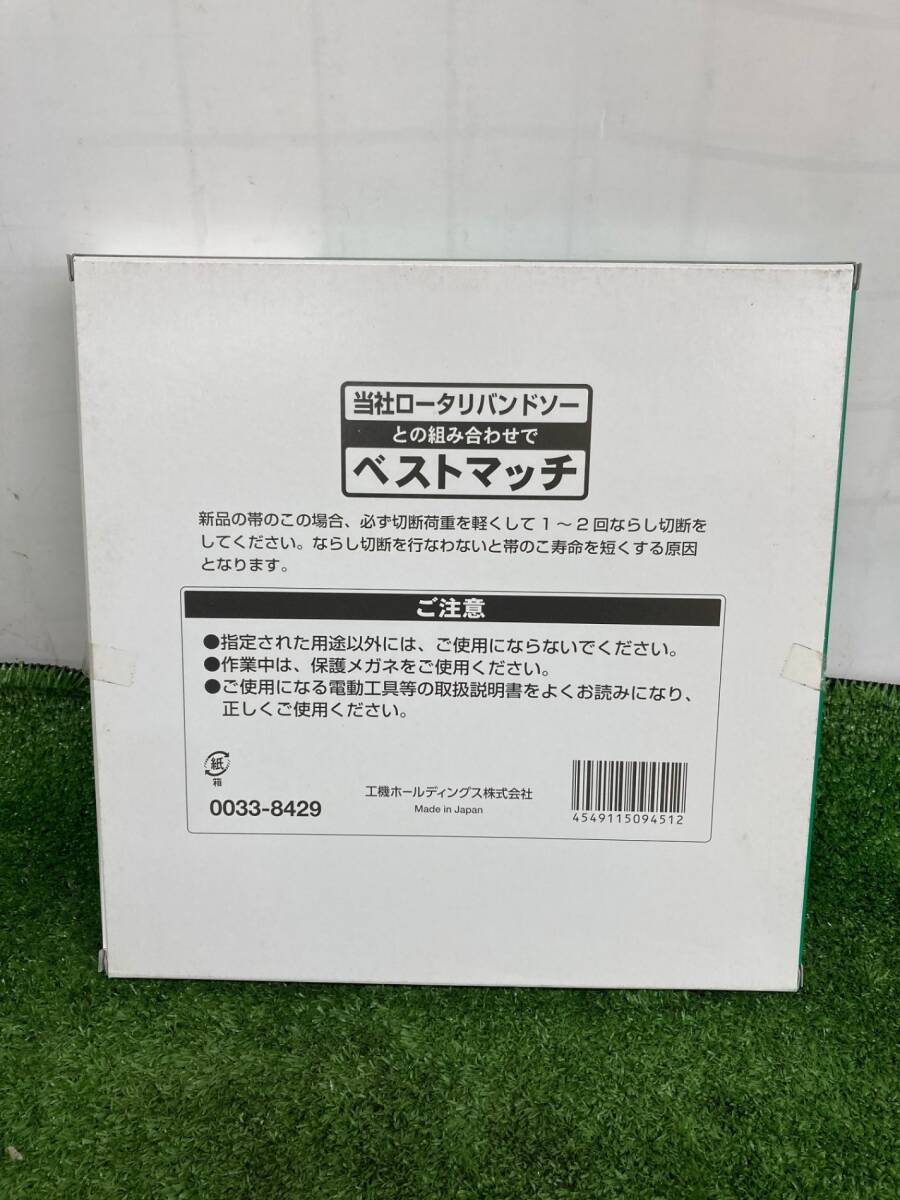 当社ロータリバンドソー
との組み合わせで
ベストマッチ
新品の帯のこの場合、必ず切断荷重を軽くして1～2回ならし切断を
してください。ならし切断を行なわないと帯のこ寿命を短くする原因
となります。
ご注意
●指定された用途以外には、ご使用にならないでください。
●作業中は、保護メガネをご使用ください。
●ご使用になる電動工具等の取扱説明書をよくお読みになり、
正しくご使用ください。
紙
箱
0033-8429
工機ホールディングス株式会社
Made in Japan
4549115094512